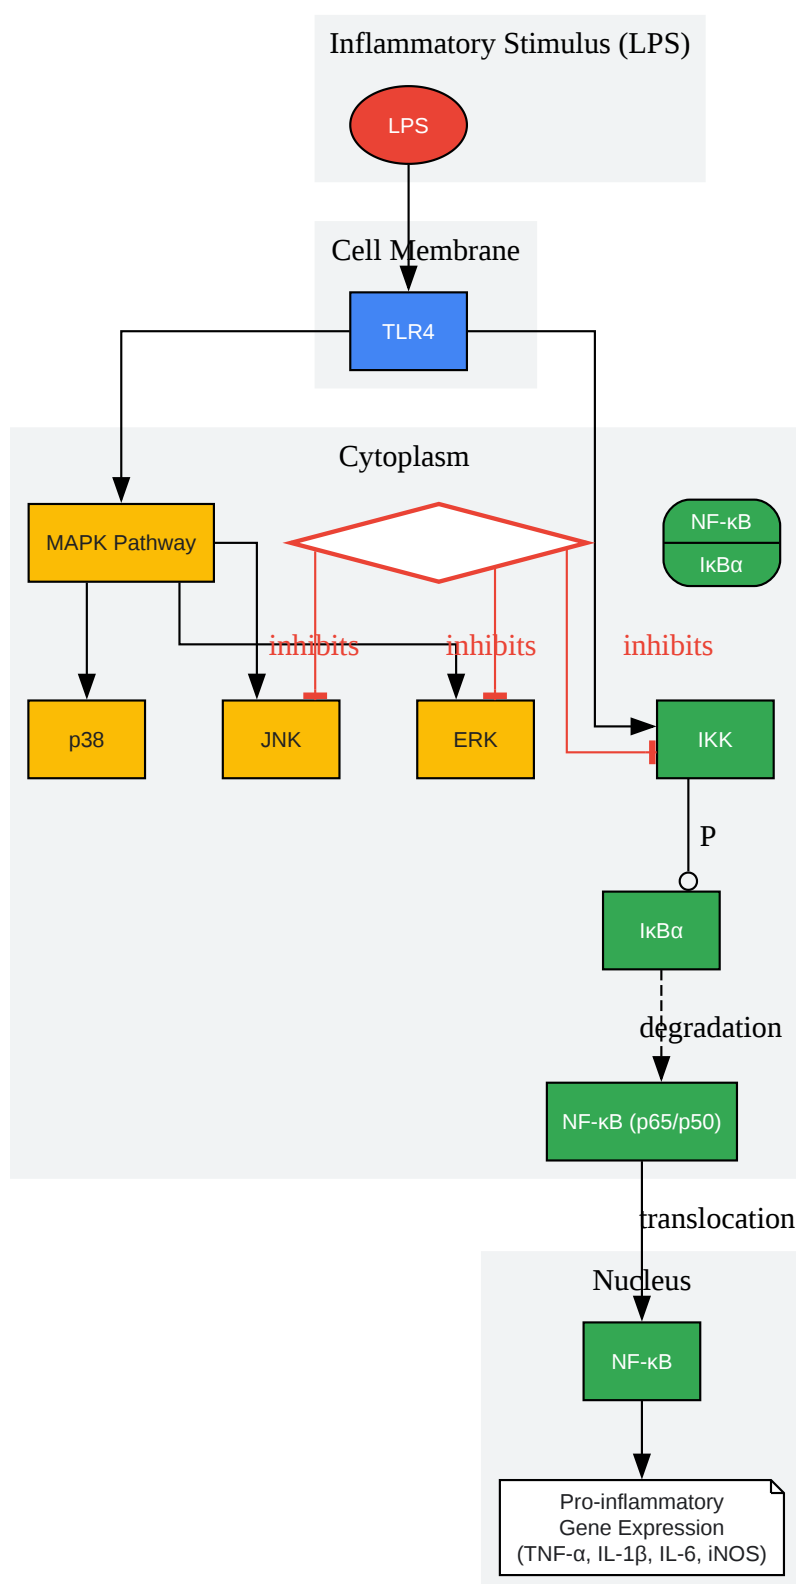 Inflammatory Stimulus (LPS)
LPS
Cell Membrane
TLR4
Cytoplasm
MAPK Pathway
NF-κB
IκBα
inhibits
inhibits
inhibits
p38
JNK
ERK
IKK
P
IκBα
degradation
NF-κB (p65/p50)
translocation
Nucleus
NF-κB
Pro-inflammatory
Gene Expression
(TNF-α, IL-1β, IL-6, iNOS)